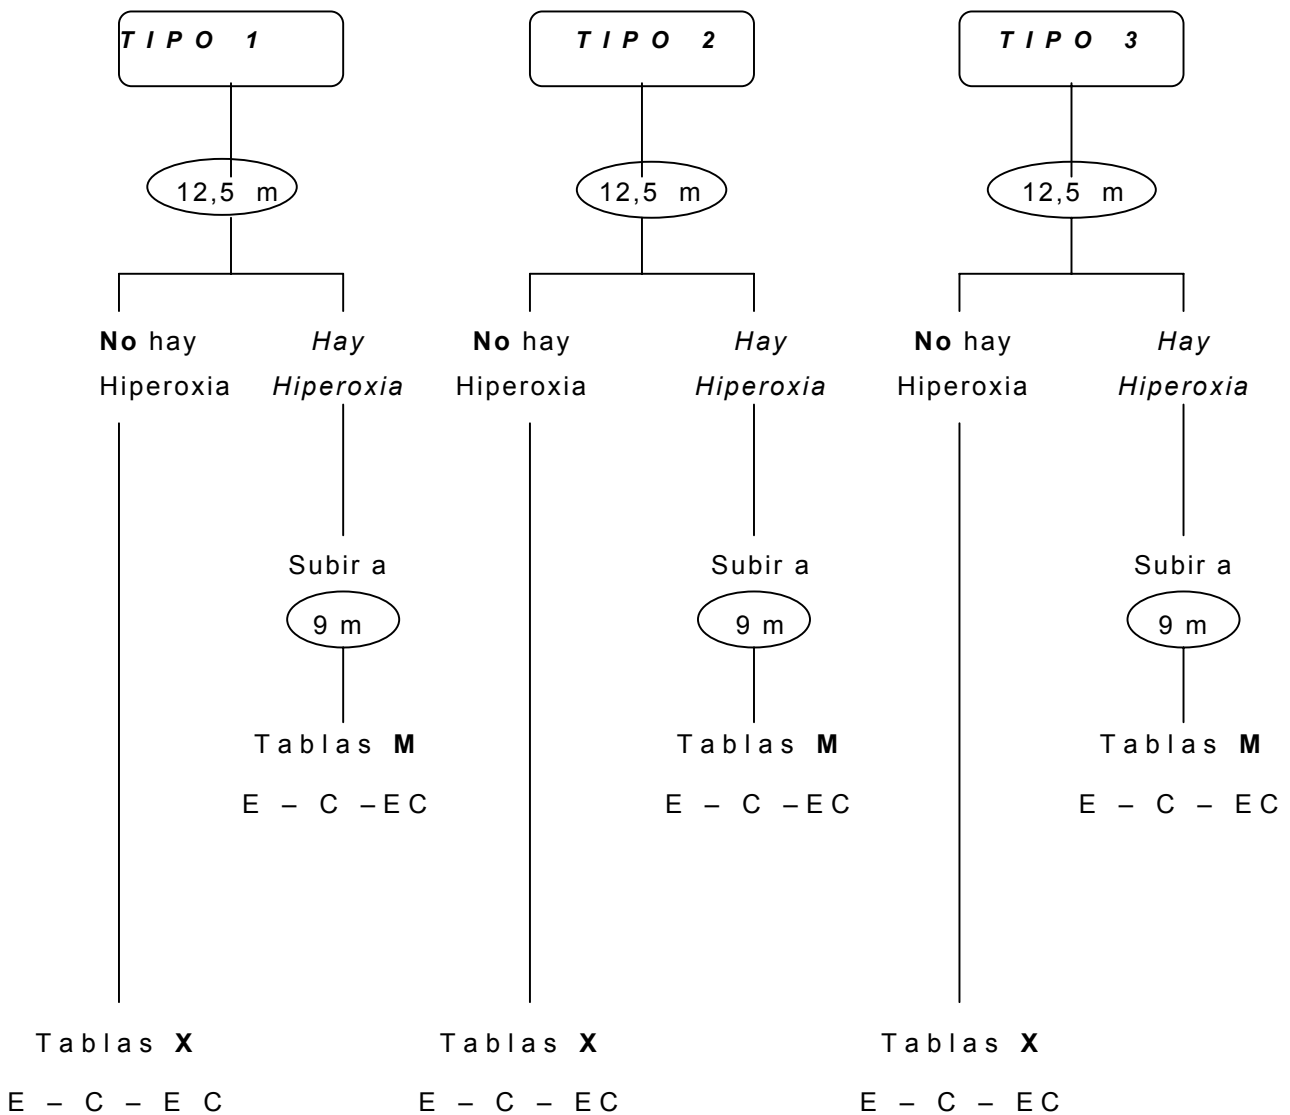 TIPO 1
TIPO 2
TIPO 3
12,5 m
12,5 m
12,5 m
No hay
Hiperoxia
Hay
Hiperoxia
No hay
Hiperoxia
Hay
Hiperoxia
No hay
Hiperoxia
Hay
Hiperoxia
Subir a
9 m
Subir a
9 m
Subir a
9 m
Tablas M
E – C –EC
Tablas M
E – C –EC
Tablas M
E – C – EC
Tablas X
E – C – E C
Tablas X
E – C – EC
Tablas X
E – C – EC